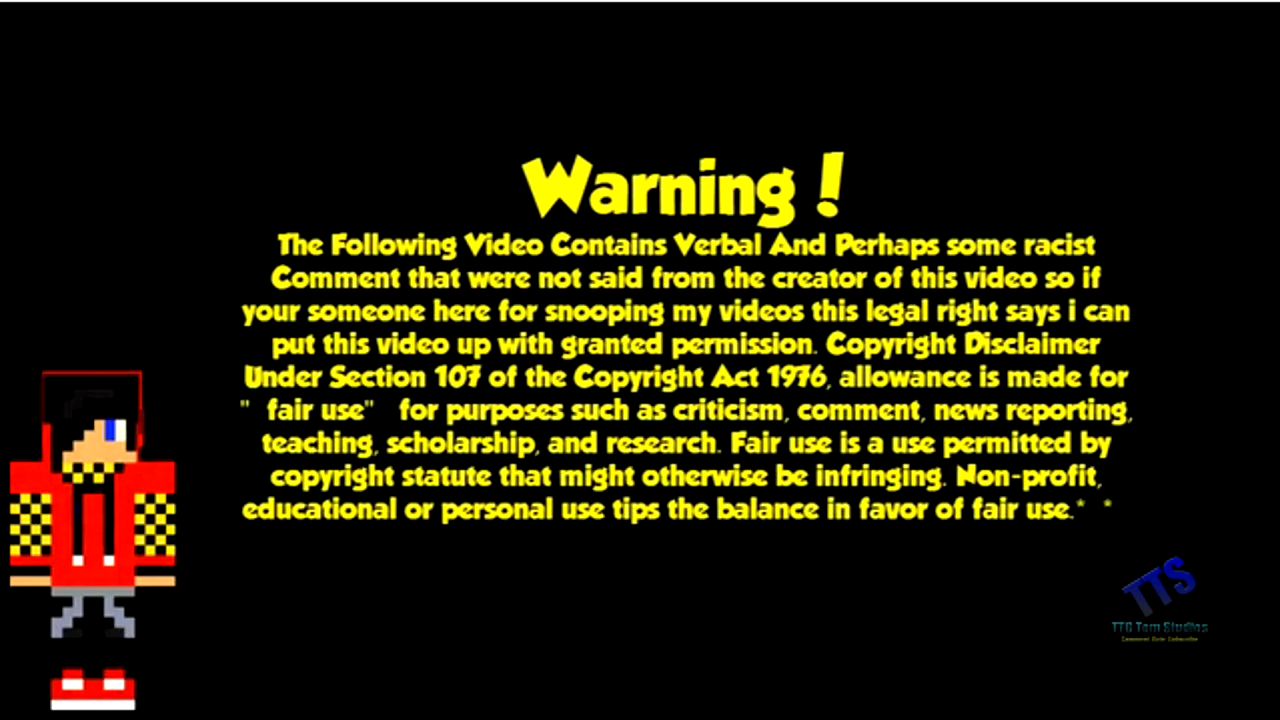 Warning !
The Following Video Contains Verbal And Perhaps some racist
Comment that were not said from the creator of this video so if
your someone here for snooping my videos this legal right says i can
put this video up with granted permission. Copyright Disclaimer
Under Section 107 of the Copyright Act 1976, allowance is made for
" fair use" for purposes such as criticism, comment, news reporting,
teaching, scholarship, and research. Fair use is a use permitted by
copyright statute that might otherwise be infringing. Non-profit,
educational or personal use tips the balance in favor of fair use.* *
TTS
Studios